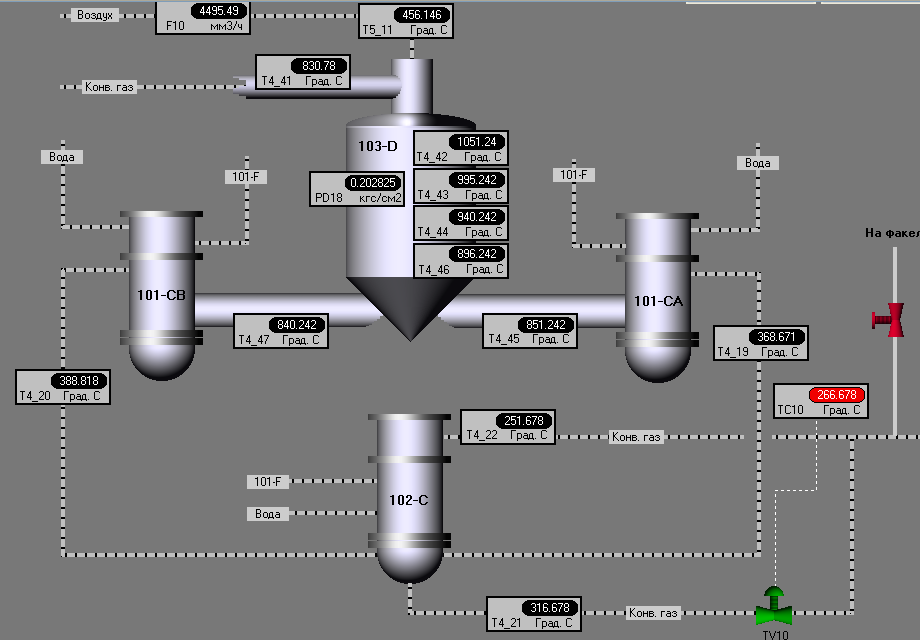 Воздух
4495.49
F10 мм3/ч
456.146
T5_11 Град. C
830.78
T4_41 Град. C
Конв. газ
103-D
1051.24
T4_42 Град. C
0.202825
PD18 кгс/см2
995.242
T4_43 Град. C
940.242
T4_44 Град. C
896.242
T4_46 Град. C
Вода
101-F
101-F
Вода
На факел
101-CB
101-CA
840.242
T4_47 Град. C
851.242
T4_45 Град. C
368.671
T4_19 Град. C
388.818
T4_20 Град. C
266.678
TC10 Град. C
251.678
T4_22 Град. C
Конв. газ
101-F
102-C
Вода
316.678
T4_21 Град. C
Конв. газ
TV10